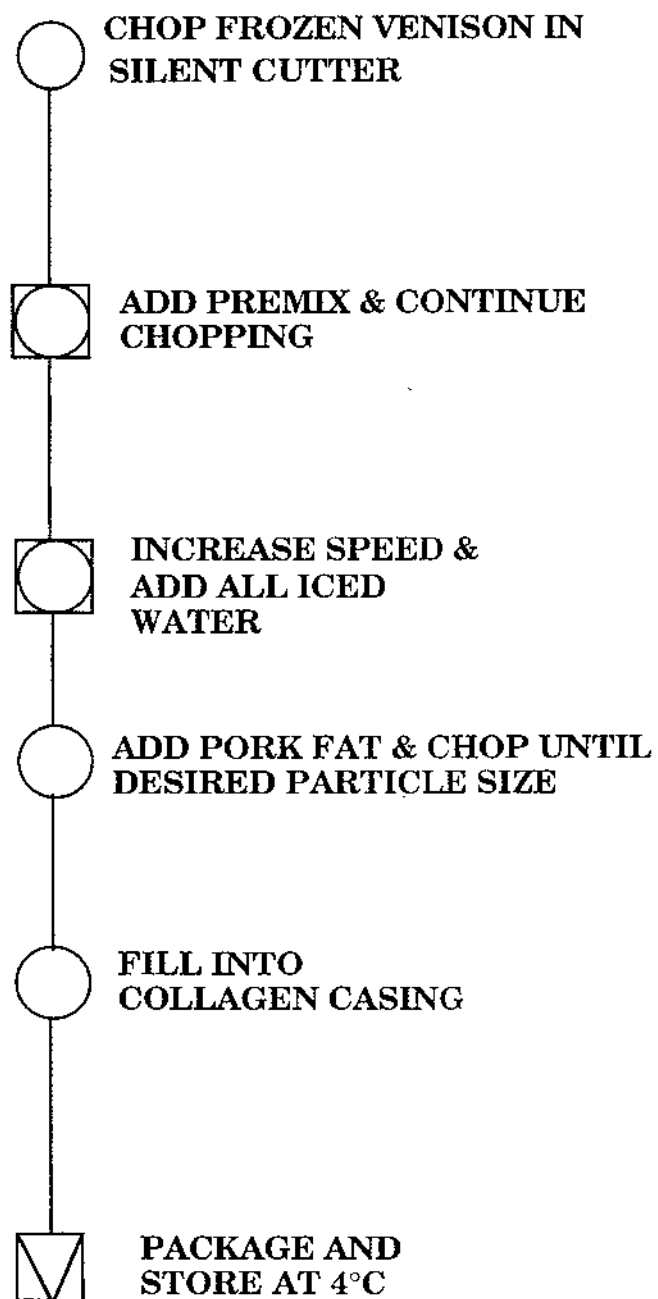 CHOP FROZEN VENISON IN
SILENT CUTTER
ADD PREMIX & CONTINUE
CHOPPING
INCREASE SPEED &
ADD ALL ICED
WATER
ADD PORK FAT & CHOP UNTIL
DESIRED PARTICLE SIZE
FILL INTO
COLLAGEN CASING
PACKAGE AND
STORE AT 4°C